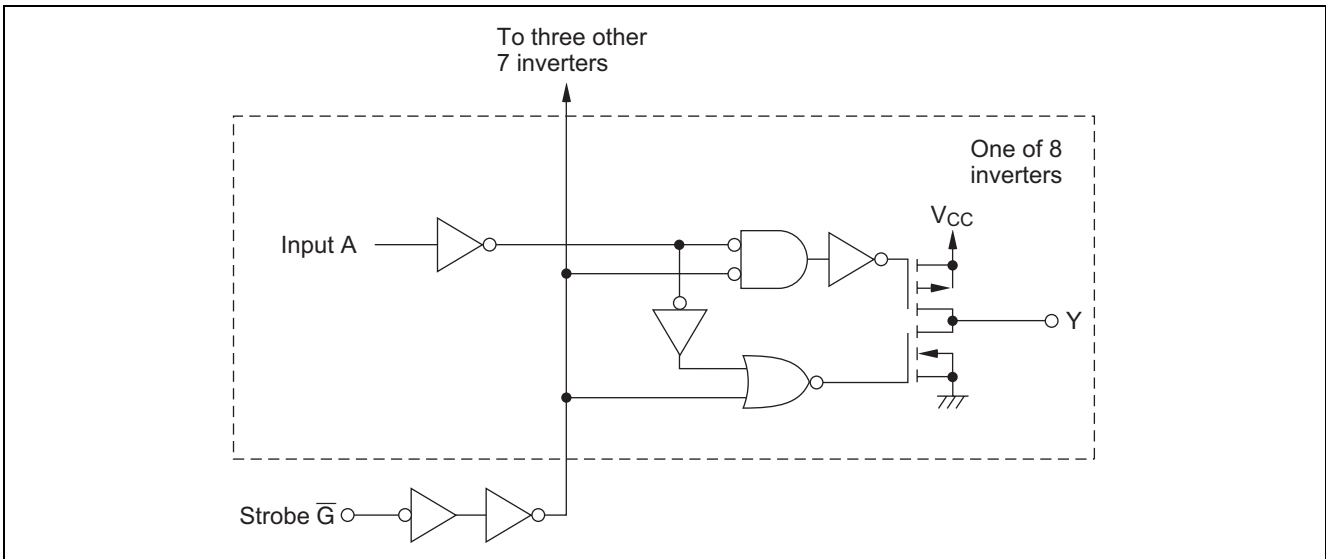 To three other
7 inverters
One of 8
inverters
VCC
Input A
Y
Strobe G̅